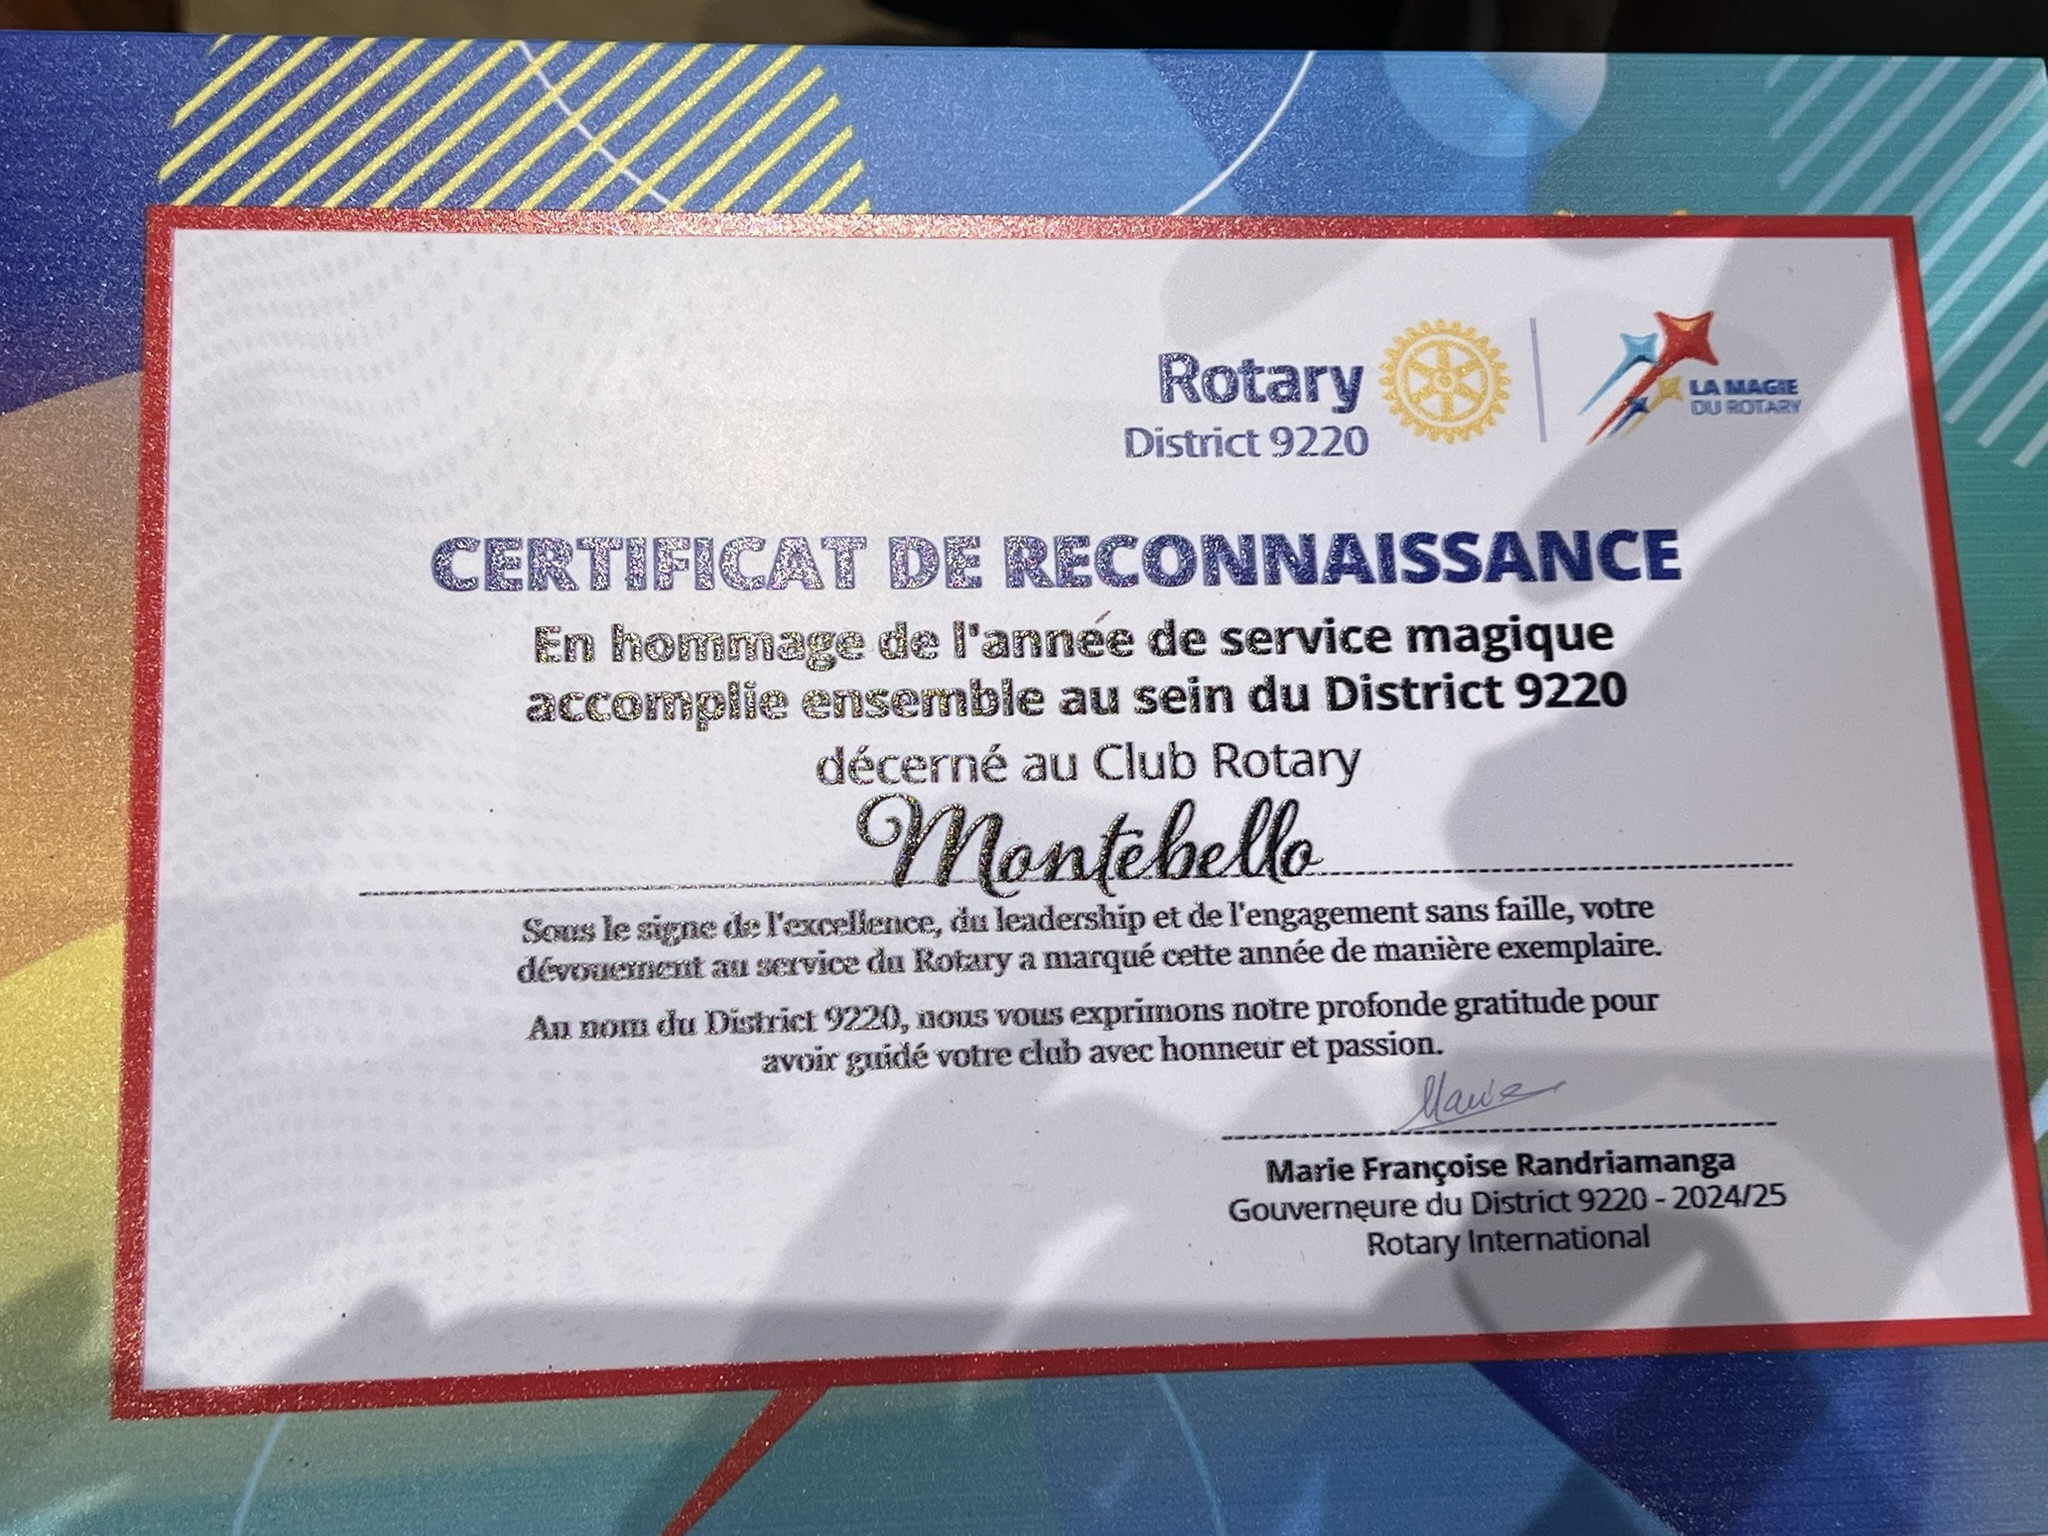 Rotary
District 9220
LA MAGIE
DU ROTARY
CERTIFICAT DE RECONNAISSANCE
En hommage de l'année de service magique
accomplie ensemble au sein du District 9220
décerné au Club Rotary
Montebello
Sous le signe de l'excellence, du leadership et de l'engagement sans faille, votre
dévouement au service du Rotary a marqué cette année de manière exemplaire.
Au nom du District 9220, nous vous exprimons notre profonde gratitude pour
avoir guidé votre club avec honneur et passion.
Marie
Marie Françoise Randriamanga
Gouverneure du District 9220 - 2024/25
Rotary International